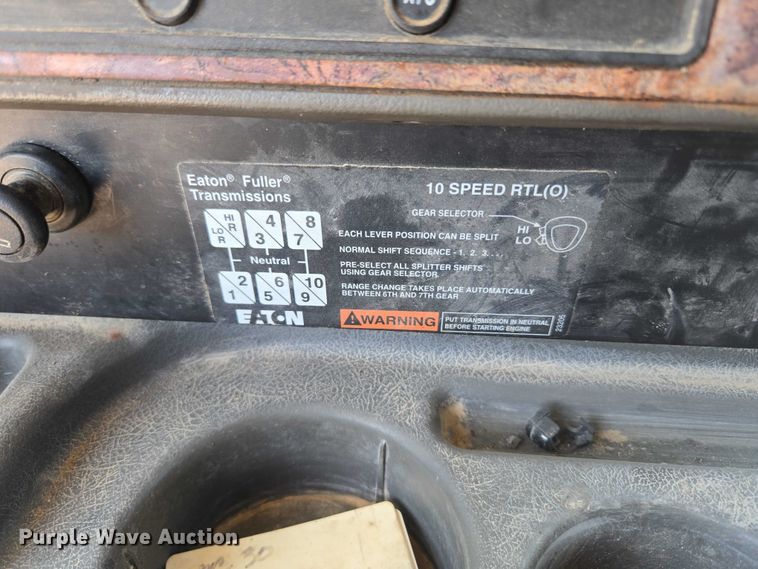 Eaton® Fuller®
Transmissions
10 SPEED RTL(O)
GEAR SELECTOR
HI
LO
EACH LEVER POSITION CAN BE SPLIT
NORMAL SHIFT SEQUENCE - 1, 2, 3, . .
PRE-SELECT ALL SPLITTER SHIFTS
USING GEAR SELECTOR
RANGE CHANGE TAKES PLACE AUTOMATICALLY
BETWEEN 6TH AND 7TH GEAR
HI R 4 8
LO R 3 7
Neutral
2 6 10
1 5 9
EATON
WARNING
PUT TRANSMISSION IN NEUTRAL
BEFORE STARTING ENGINE
Purple Wave Auction
30